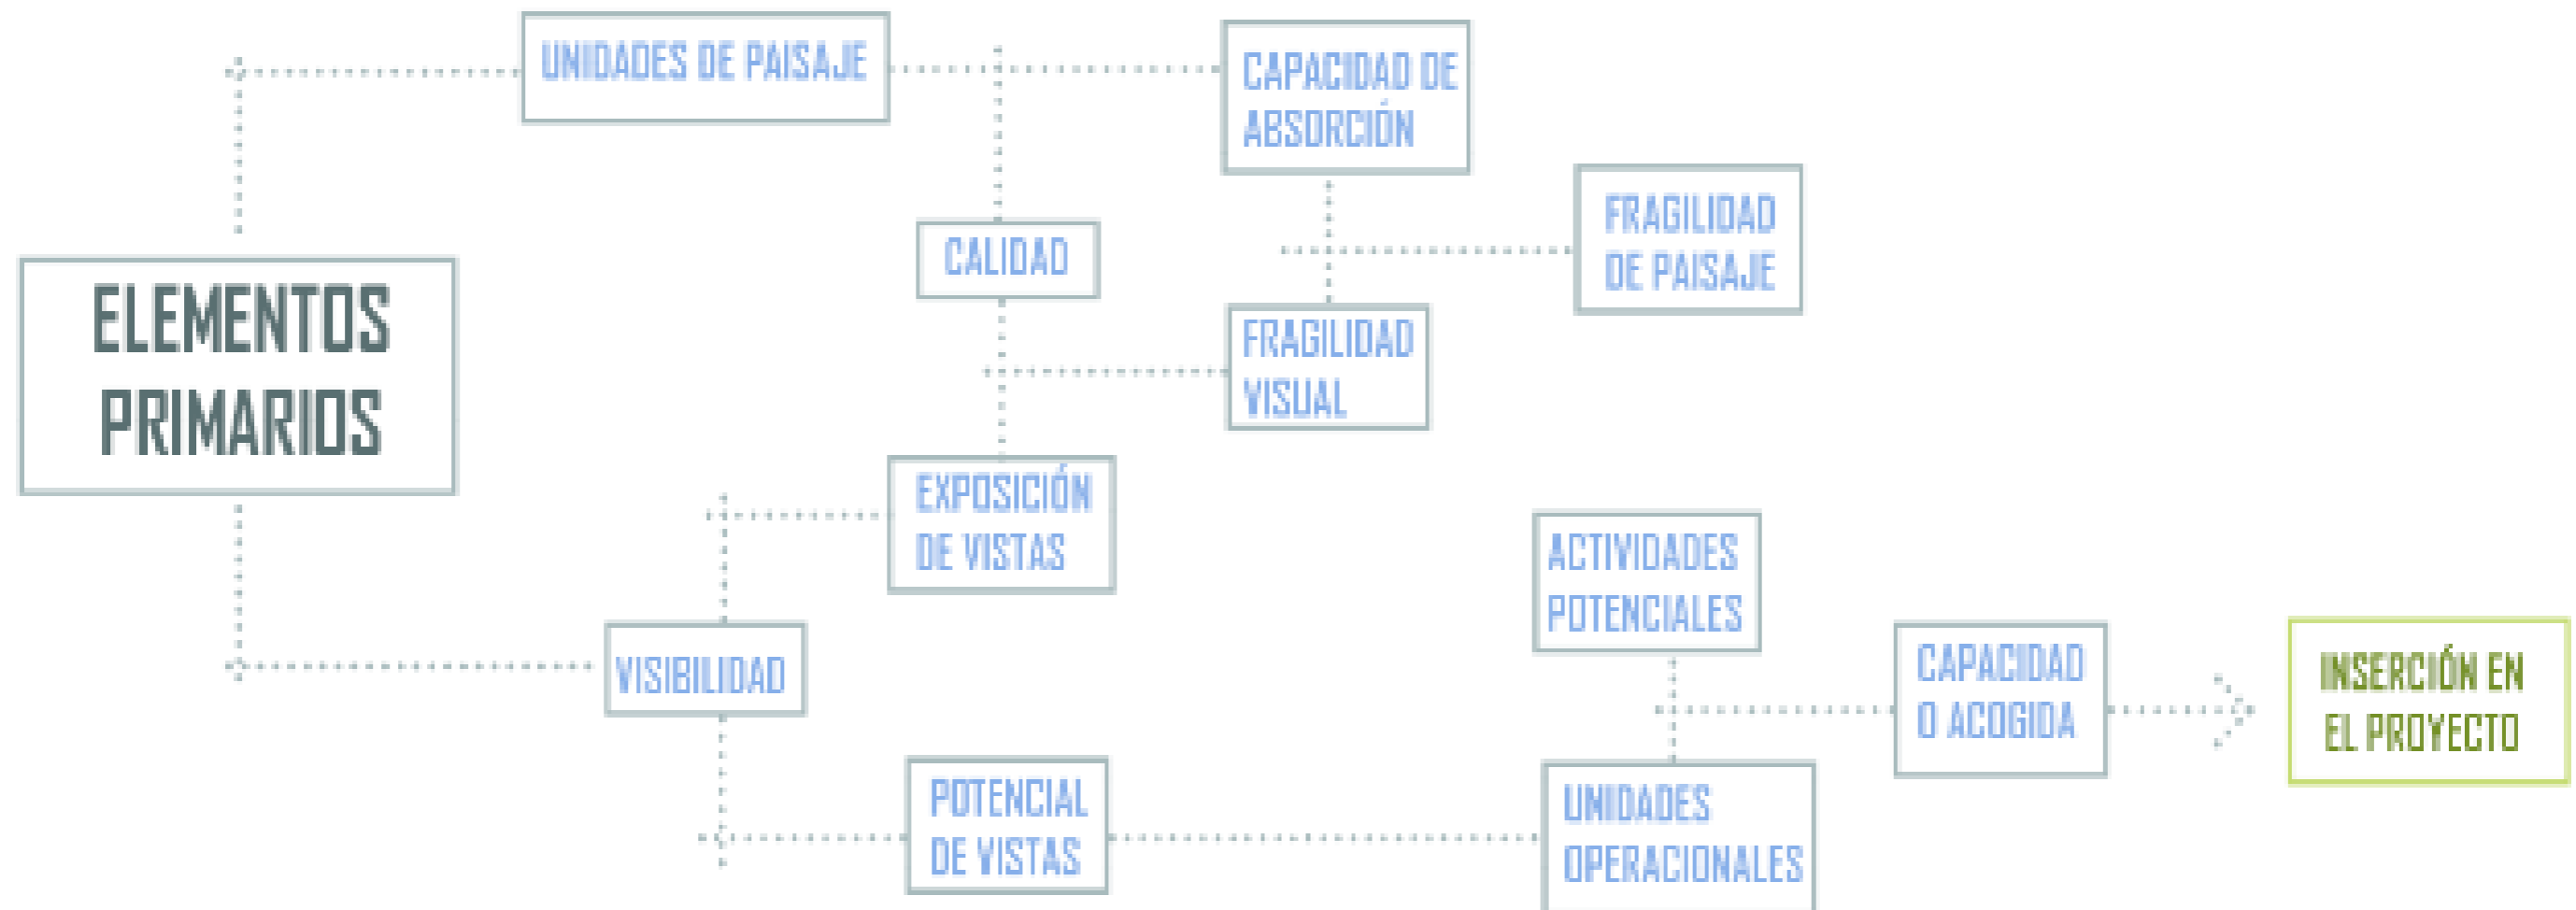 UNIDADES DE PAISAJE
CAPACIDAD DE
ABSORCIÓN
FRAGILIDAD
DE PAISAJE
CALIDAD
ELEMENTOS
PRIMARIOS
FRAGILIDAD
VISUAL
EXPOSICIÓN
DE VISTAS
ACTIVIDADES
POTENCIALES
VISIBILIDAD
CAPACIDAD
O ACOGIDA
INSERCIÓN EN
EL PROYECTO
POTENCIAL
DE VISTAS
UNIDADES
OPERACIONALES